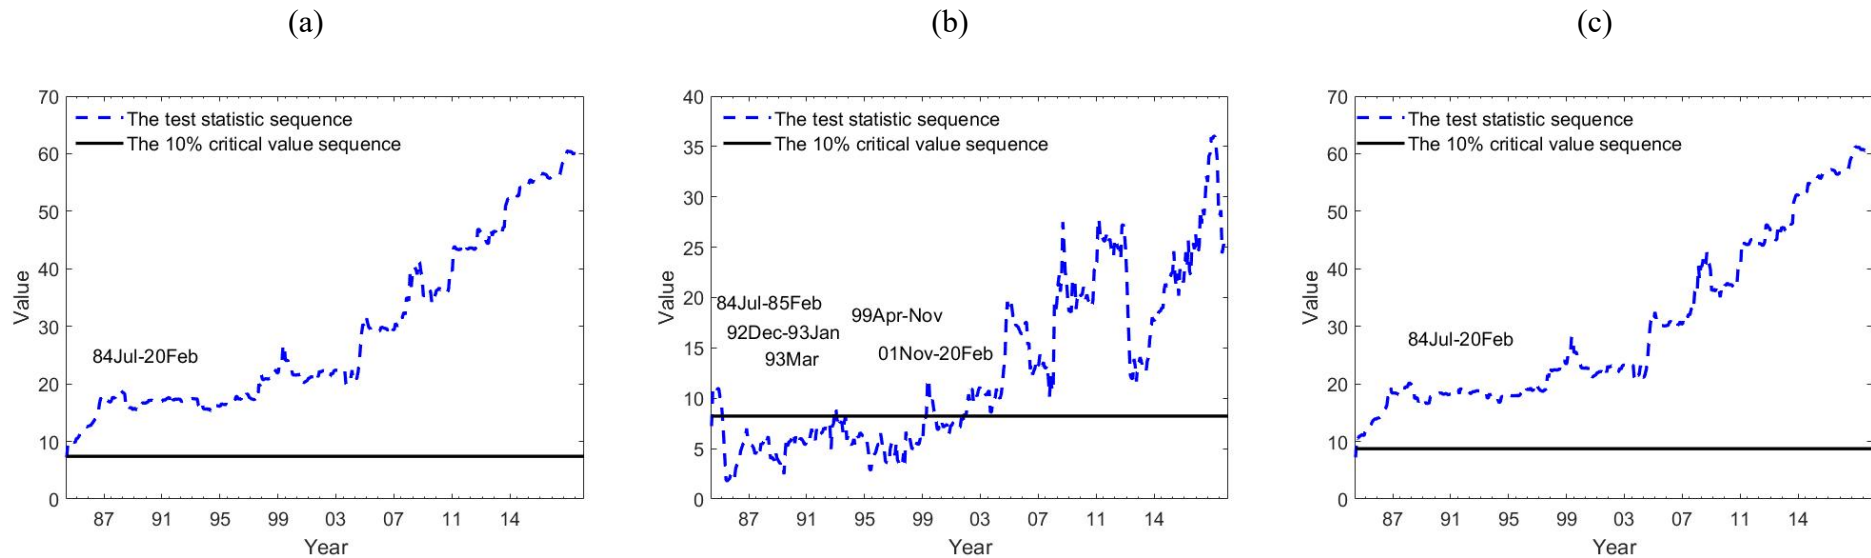 (a)
70
60
50
40
30
20
10
0
Value
The test statistic sequence
The 10% critical value sequence
84Jul-20Feb
87 91 95 99 03 07 11 14
Year
(b)
40
35
30
25
20
15
10
5
0
Value
The test statistic sequence
The 10% critical value sequence
84Jul-85Feb
92Dec-93Jan
93Mar
99Apr-Nov
01Nov-20Feb
87 91 95 99 03 07 11 14
Year
(c)
70
60
50
40
30
20
10
0
Value
The test statistic sequence
The 10% critical value sequence
84Jul-20Feb
87 91 95 99 03 07 11 14
Year